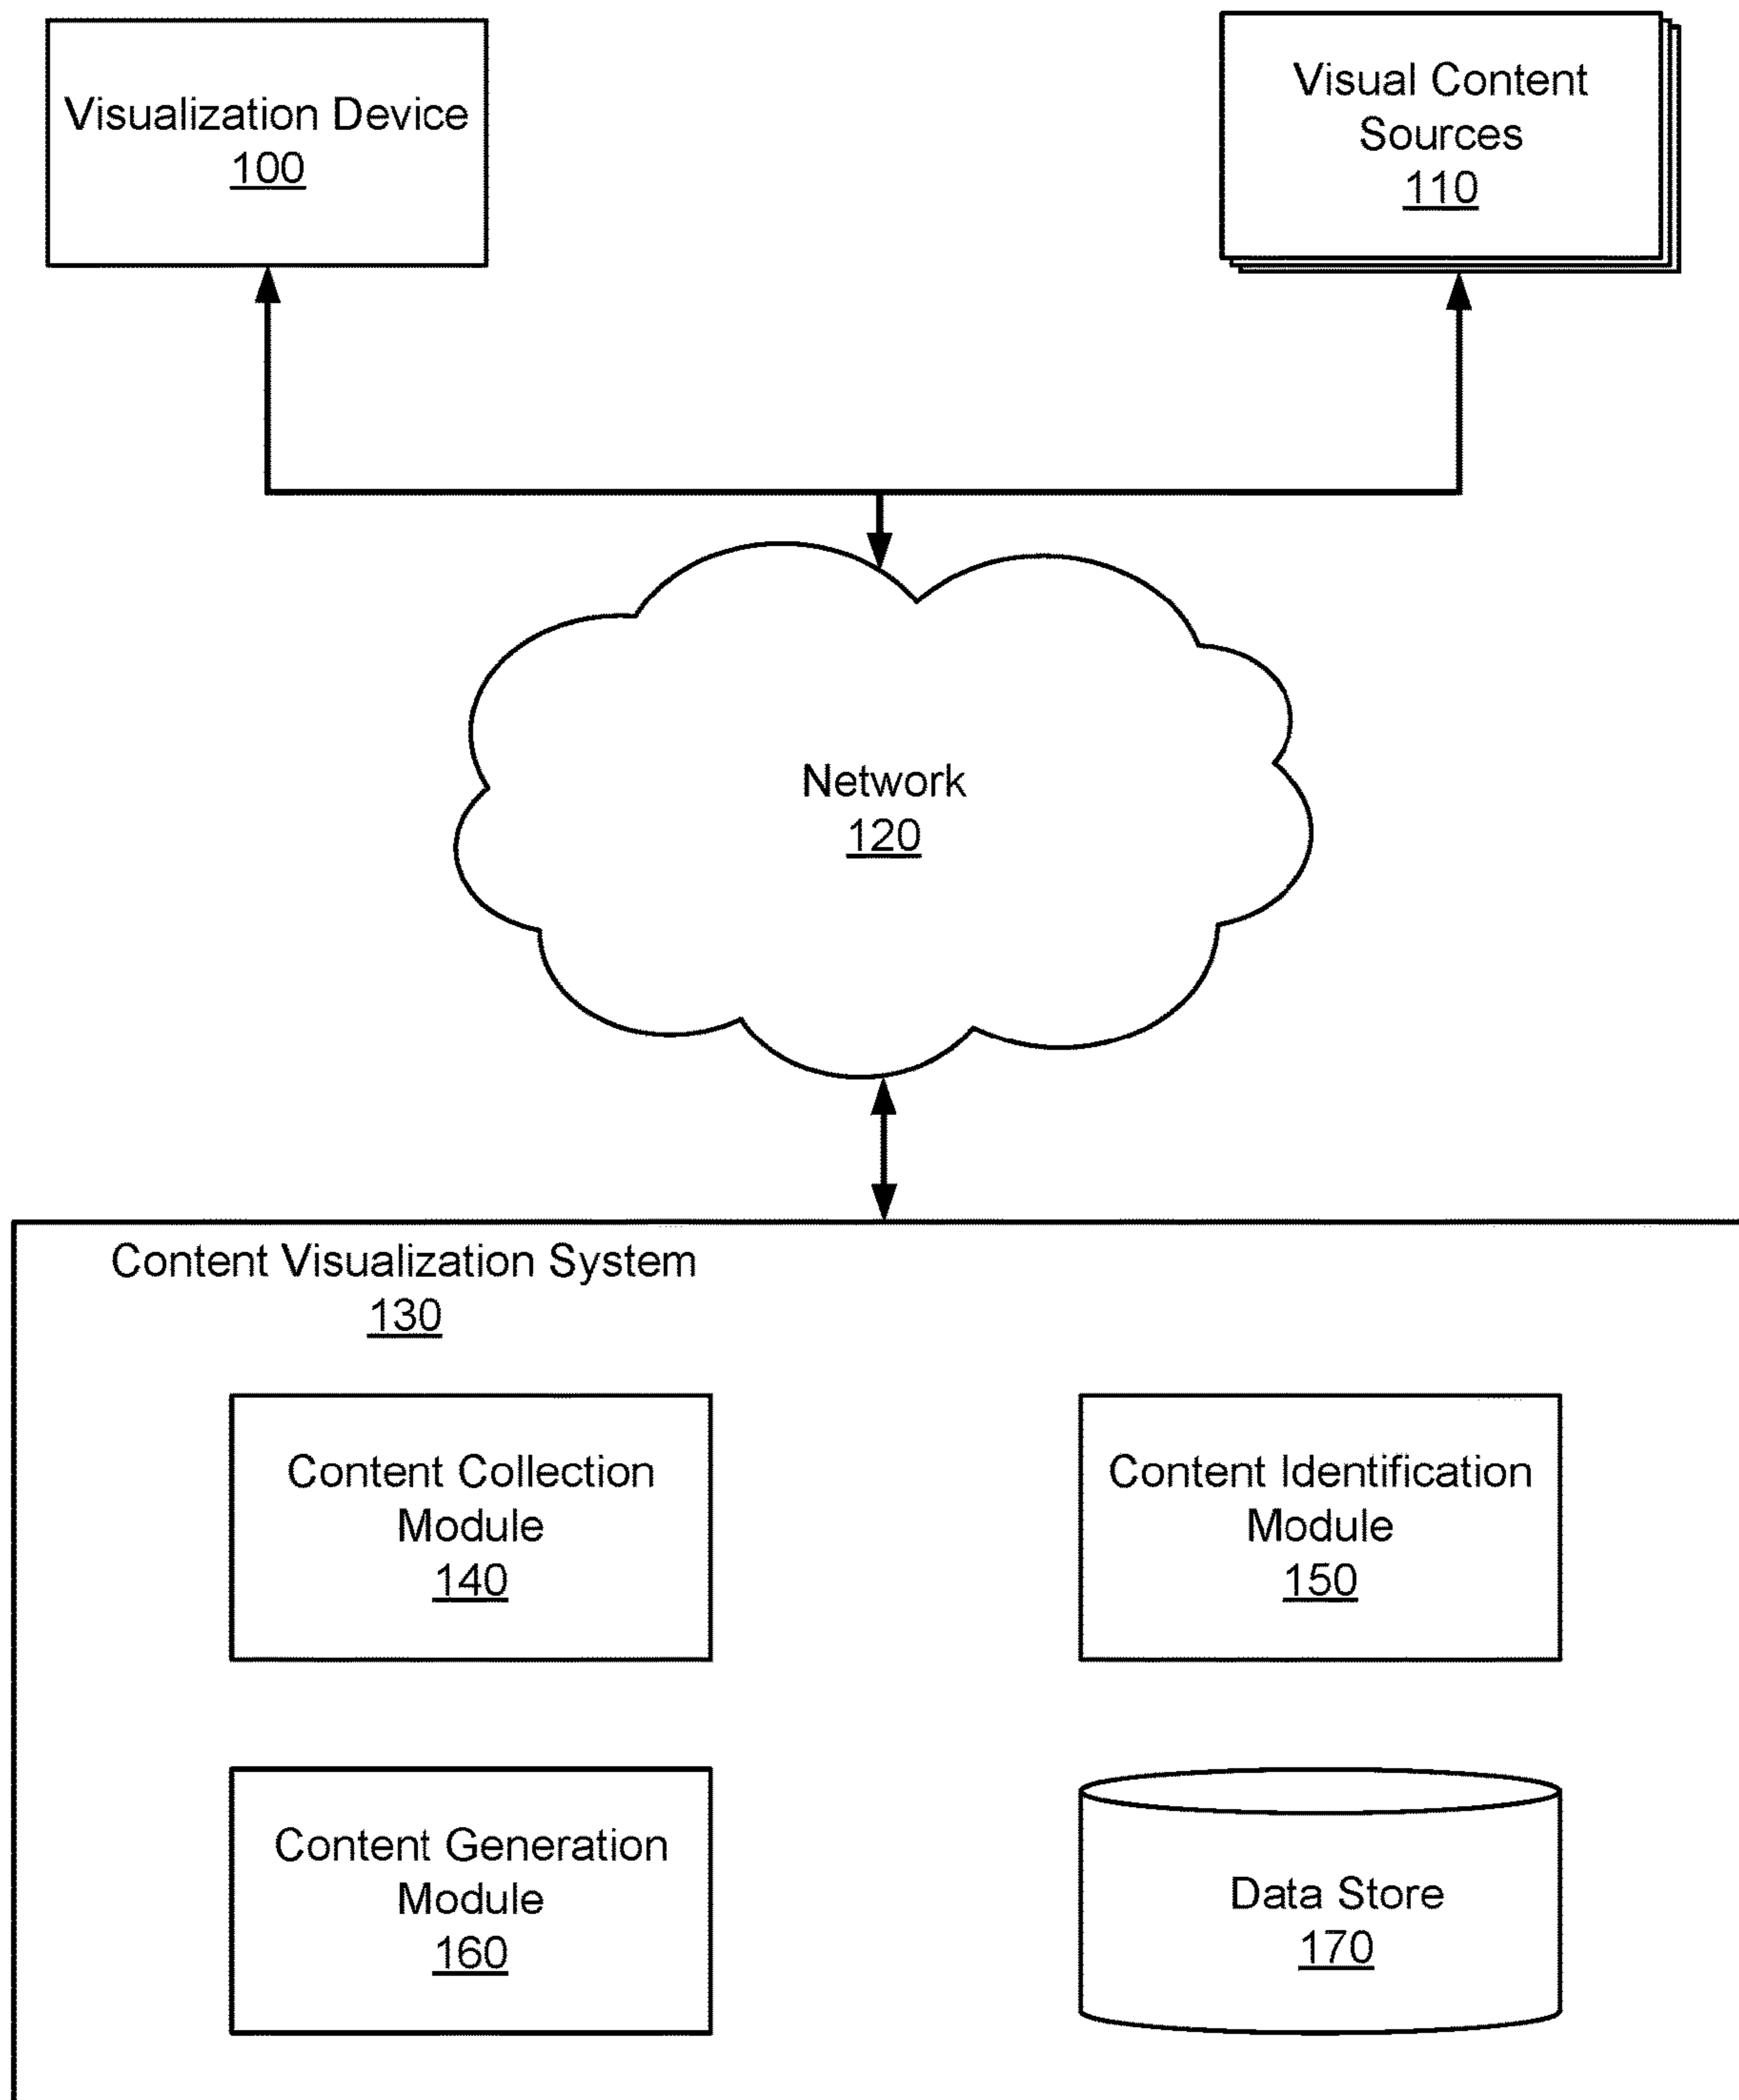 Visualization Device
100
Visual Content
Sources
110
Network
120
Content Visualization System
130
Content Collection
Module
140
Content Identification
Module
150
Content Generation
Module
160
Data Store
170